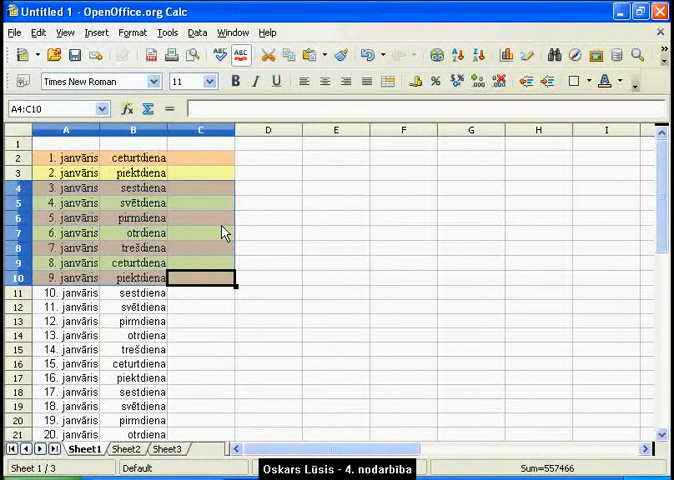 Untitled 1 - OpenOffice.org Calc
File Edit View Insert Format Tools Data Window Help
Times New Roman 11 B I U
A4:C10
A B C D E F G H I
1
2 1. janvāris ceturtdiena
3 2. janvāris piektdiena
4 3. janvāris sestdiena
5 4. janvāris svētdiena
6 5. janvāris pirmdiena
7 6. janvāris otrdiena
8 7. janvāris trešdiena
9 8. janvāris ceturtdiena
10 9. janvāris piektdiena
11 10. janvāris sestdiena
12 11. janvāris svētdiena
13 12. janvāris pirmdiena
14 13. janvāris otrdiena
15 14. janvāris trešdiena
16 15. janvāris ceturtdiena
17 16. janvāris piektdiena
18 17. janvāris sestdiena
19 18. janvāris svētdiena
20 19. janvāris pirmdiena
21 20. janvāris otrdiena
Sheet1 Sheet2 Sheet3
Sheet 1 / 3 Default Oskars Lūsis - 4. nodarbība Sum=557466